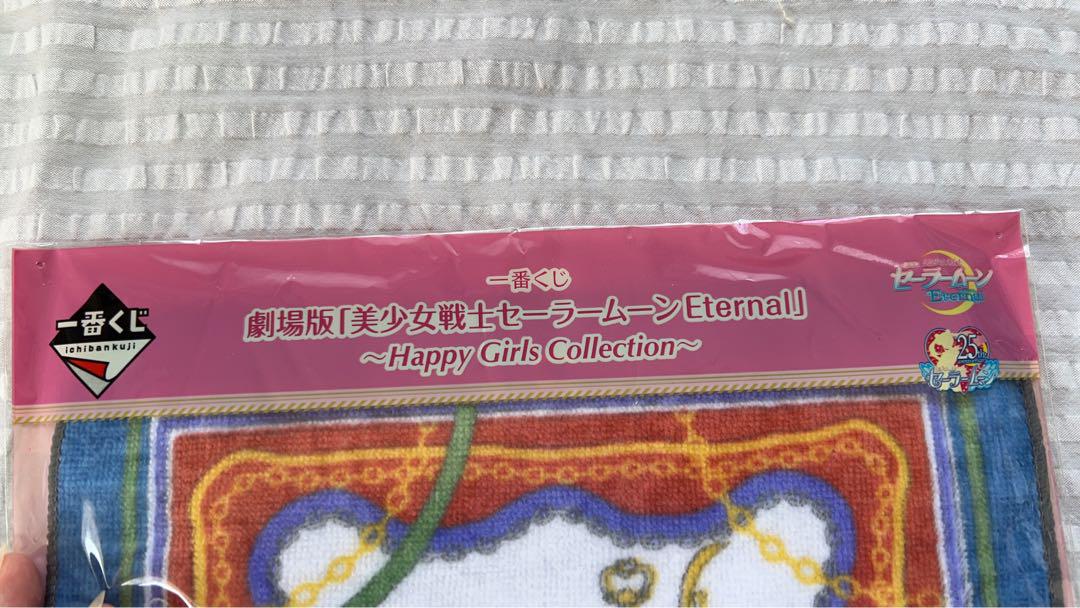 一番くじ
劇場版「美少女戦士セーラームーンEternal」
～Happy Girls Collection～
一番くじ
ichibankuji
セーラームーン
Eternal
25th
セーラームーン